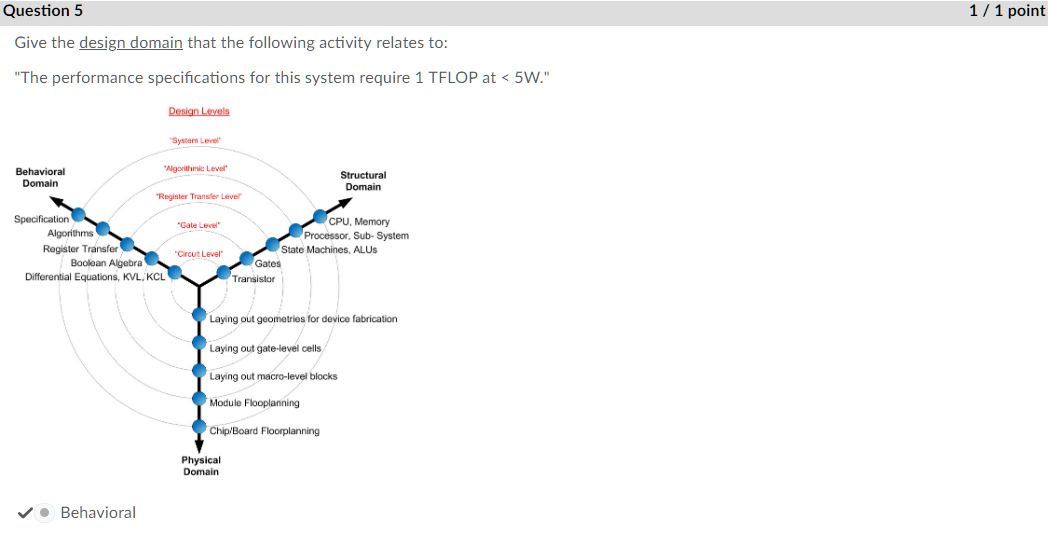 Question 5
1 / 1 point
Give the design domain that the following activity relates to:
"The performance specifications for this system require 1 TFLOP at < 5W."
Design Levels
"System Level"
"Algorithmic Level"
"Register Transfer Level"
"Gate Level"
"Circuit Level"
Behavioral
Domain
Specification
Algorithms
Register Transfer
Boolean Algebra
Differential Equations, KVL, KCL
Structural
Domain
CPU, Memory
Processor, Sub- System
State Machines, ALUs
Gates
Transistor
Laying out geometries for device fabrication
Laying out gate-level cells
Laying out macro-level blocks
Module Flooplanning
Chip/Board Floorplanning
Physical
Domain
Behavioral